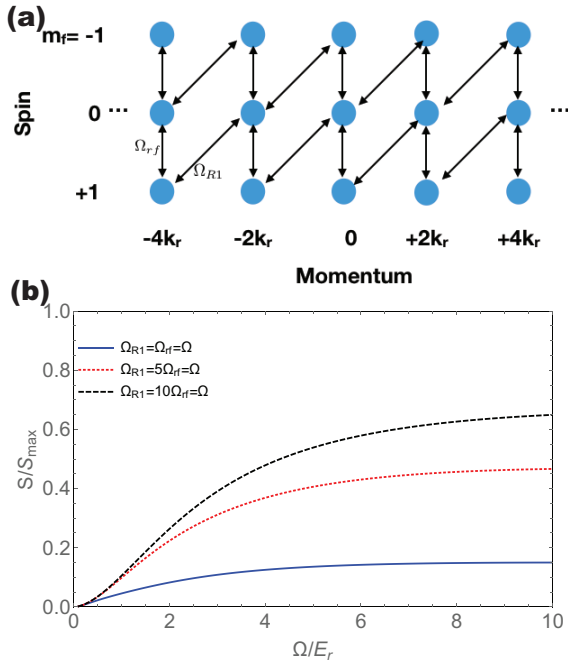 (a)
m_f= -1
Spin
0 ... ...
Ω_rf
Ω_R1
+1
-4k_r -2k_r 0 +2k_r +4k_r
Momentum
(b)
1.0
0.8
0.6
0.4
0.2
0.0
S/S_max
Ω_R1=Ω_rf=Ω
Ω_R1=5Ω_rf=Ω
Ω_R1=10Ω_rf=Ω
0 2 4 6 8 10
Ω/E_r